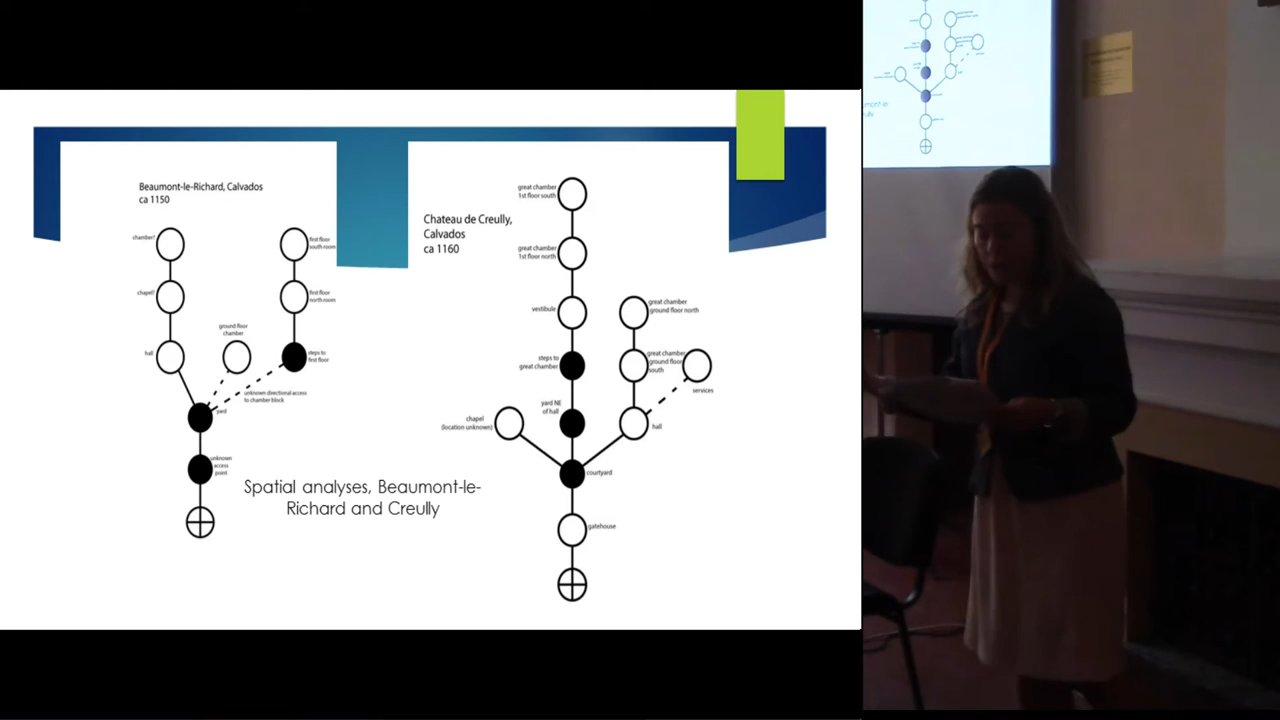 Beaumont-le-Richard, Calvados
ca 1150
chamber?
first floor
south room
chapel?
first floor
north room
ground floor
chamber
hall
steps to
first floor
unknown directional access
to chamber block
yard
unknown
access
point
Spatial analyses, Beaumont-le-
Richard and Creully
great chamber
1st floor south
Chateau de Creully,
Calvados
ca 1160
great chamber
1st floor north
vestibule
great chamber
ground floor north
steps to
great chamber
great chamber
ground floor
south
services
yard NE
of hall
chapel
(location unknown)
hall
courtyard
gatehouse